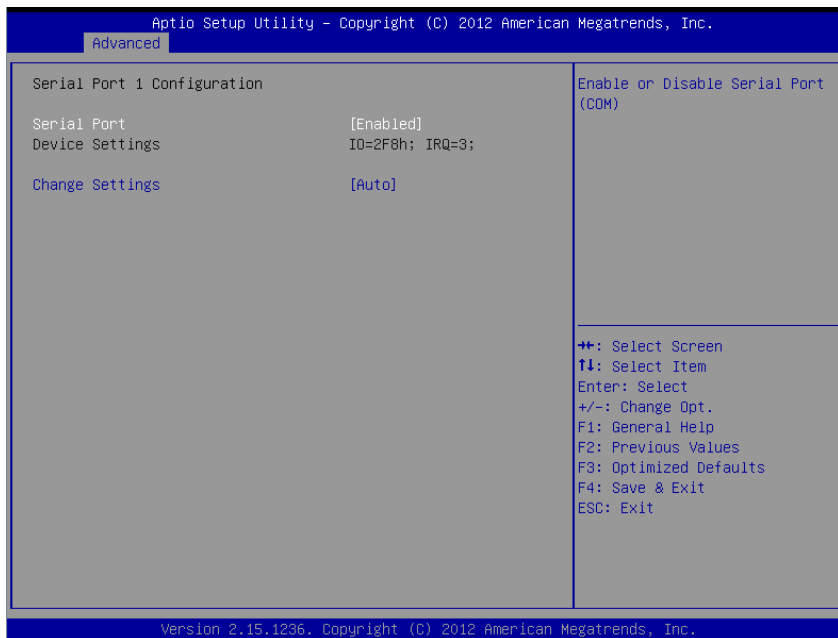 Aptio Setup Utility – Copyright (C) 2012 American Megatrends, Inc.
Advanced
Serial Port 1 Configuration
Serial Port [Enabled]
Device Settings IO=2F8h; IRQ=3;
Change Settings [Auto]
Enable or Disable Serial Port
(COM)
→←: Select Screen
↑↓: Select Item
Enter: Select
+/-: Change Opt.
F1: General Help
F2: Previous Values
F3: Optimized Defaults
F4: Save & Exit
ESC: Exit
Version 2.15.1236. Copyright (C) 2012 American Megatrends, Inc.